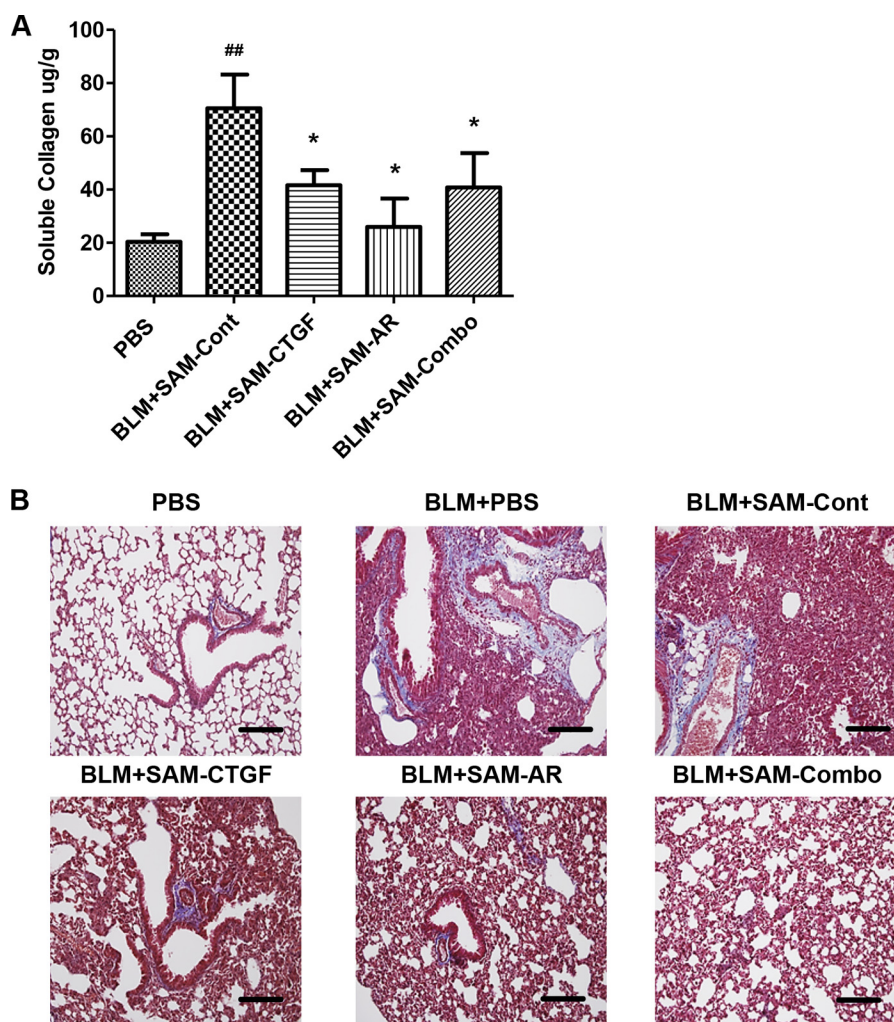 A
Soluble Collagen ug/g
100
80
60
40
20
0
##
*
*
*
PBS
BLM+SAM-Cont
BLM+SAM-CTGF
BLM+SAM-AR
BLM+SAM-Combo
B
PBS
BLM+PBS
BLM+SAM-Cont
BLM+SAM-CTGF
BLM+SAM-AR
BLM+SAM-Combo